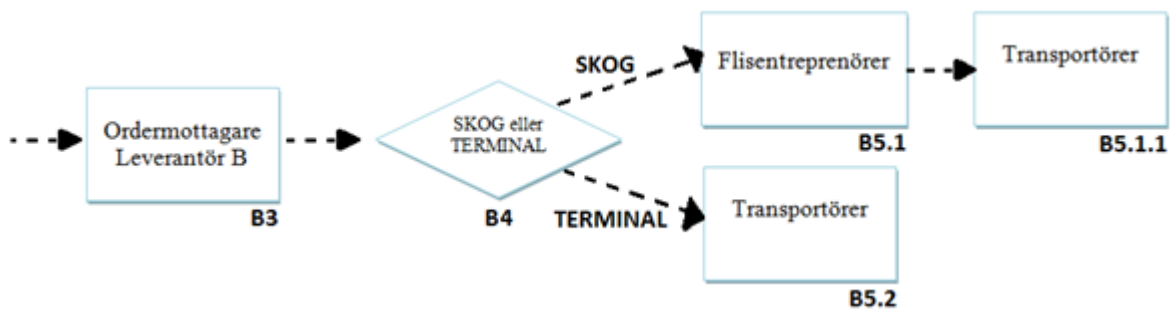 Ordermottagare
Leverantör B
B3
SKOG eller
TERMINAL
B4
SKOG
Flisentreprenörer
B5.1
Transportörer
B5.1.1
TERMINAL
Transportörer
B5.2